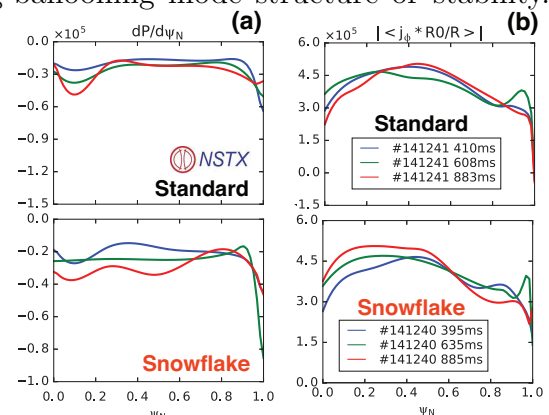 g ballooning mode structure or stability.
(a)
×10⁵ dP/dψN
0.0
−0.3
−0.6
−0.9
−1.2
−1.5
NSTX
Standard
0.0
−0.2
−0.4
−0.6
−0.8
−1.0
Snowflake
0.0 0.2 0.4 0.6 0.8 1.0
ψN
(b)
×10⁵ | < jϕ * R0/R > |
6.0
4.5
3.0
1.5
0.0
Standard
#141241 410ms
#141241 608ms
#141241 883ms
6.0
4.5
3.0
1.5
0.0
Snowflake
#141240 395ms
#141240 635ms
#141240 885ms
0.0 0.2 0.4 0.6 0.8 1.0
ψN